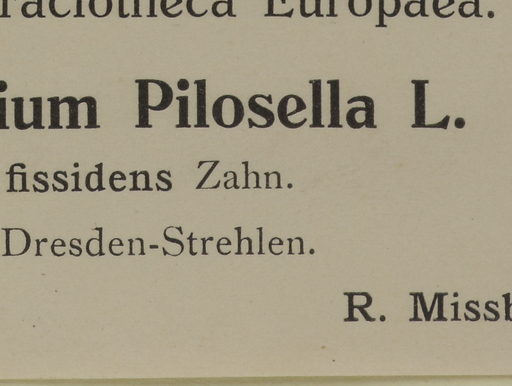 raciotheca Europaea.
ium Pilosella L.
fissidens Zahn.
Dresden-Strehlen.
R. Missb